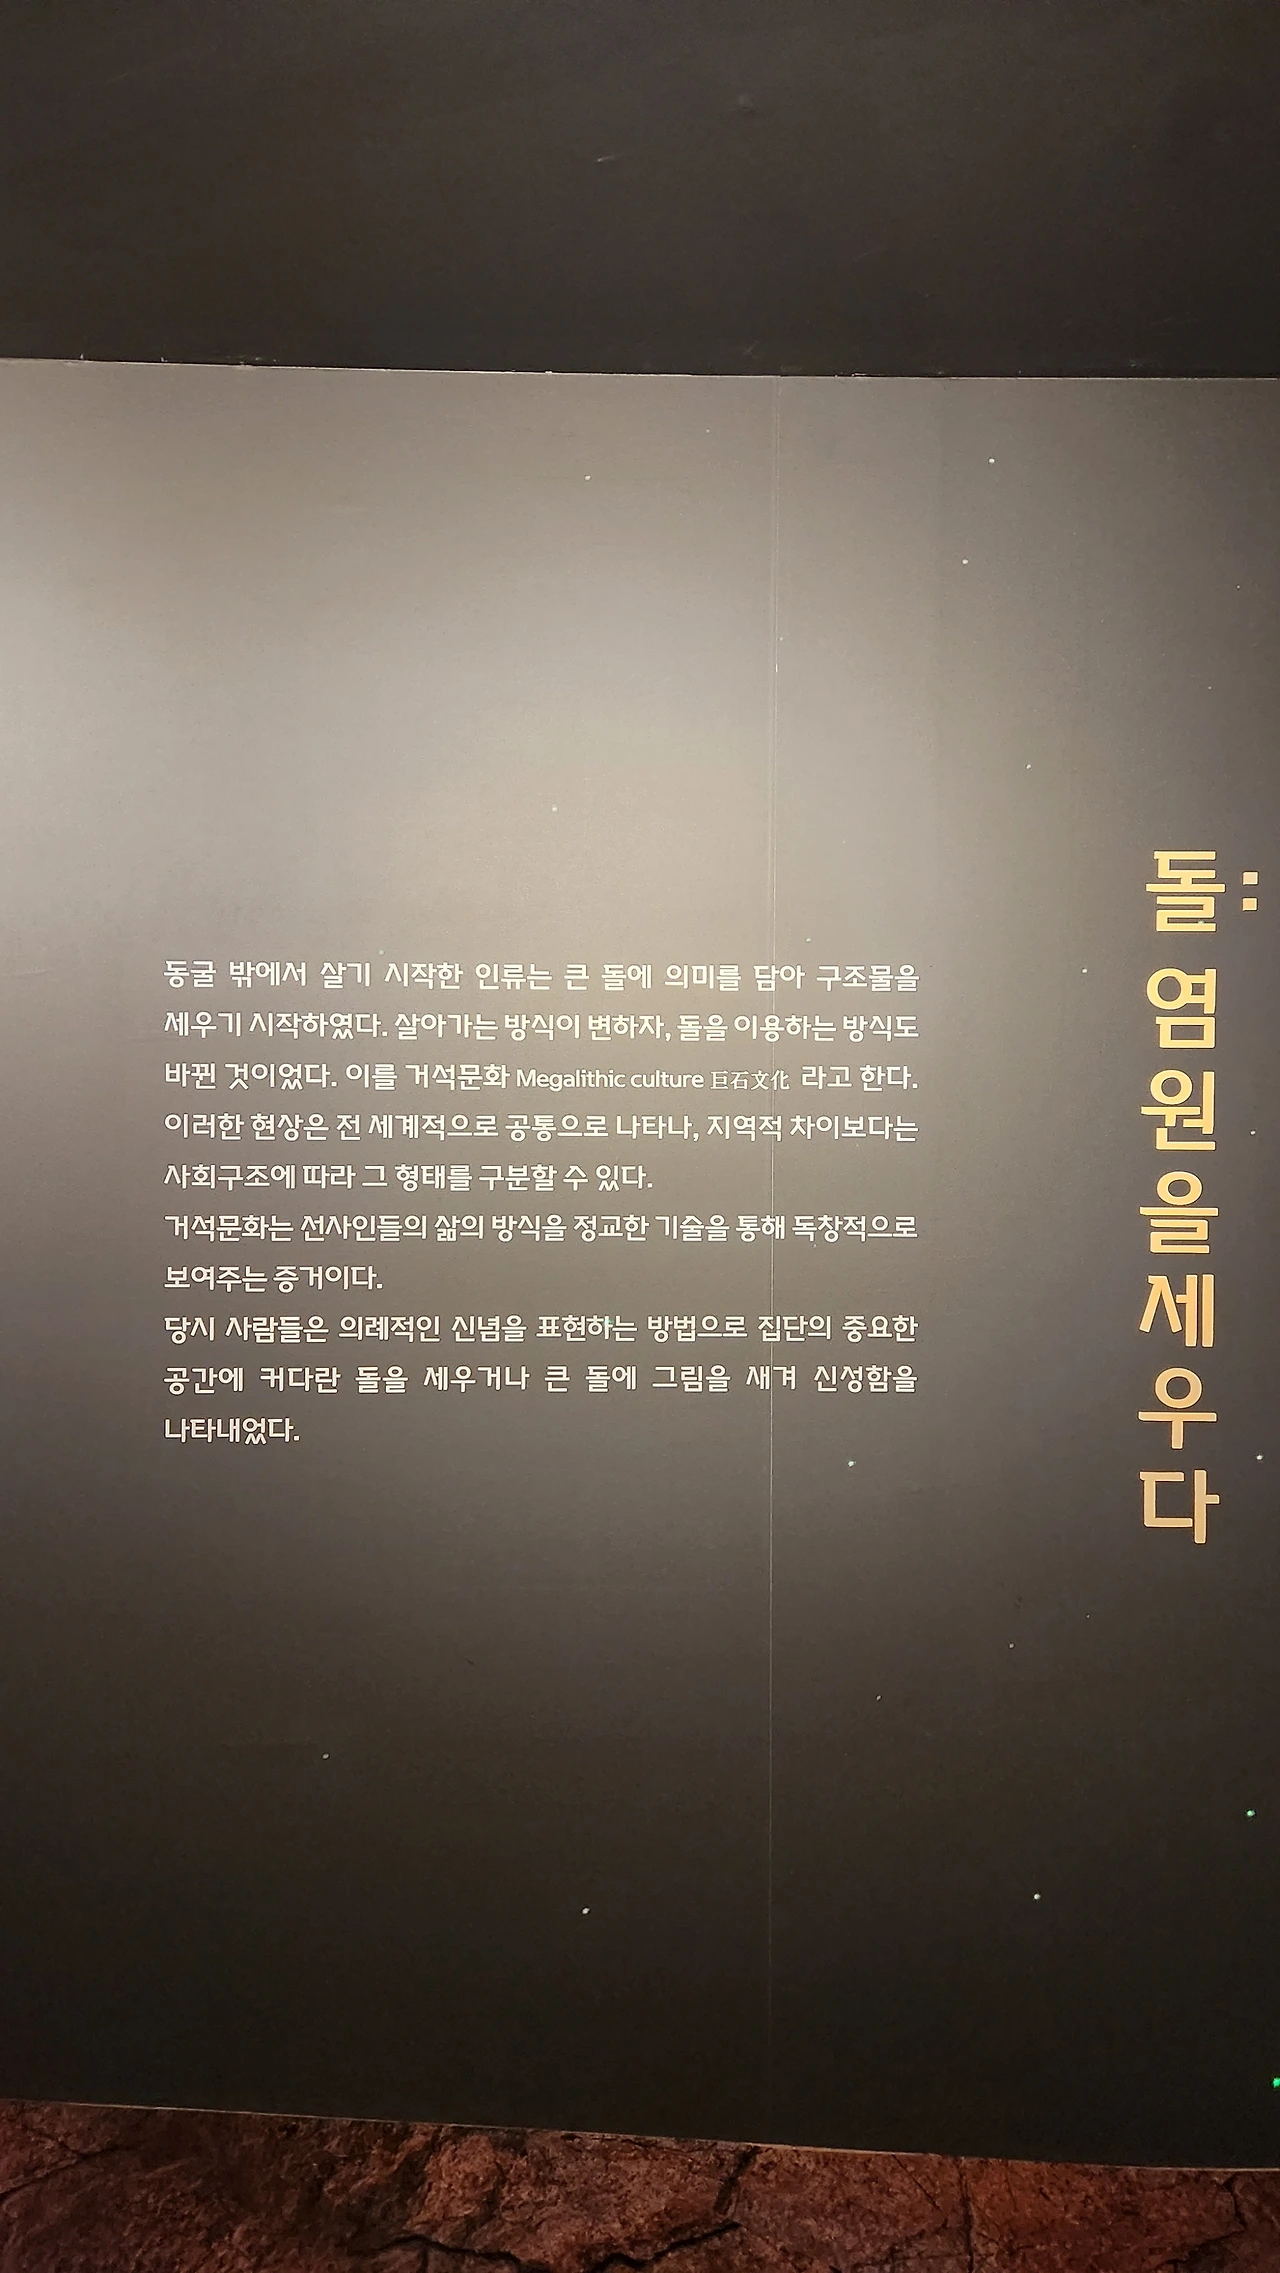 돌:
염원을세우다
동굴 밖에서 살기 시작한 인류는 큰 돌에 의미를 담아 구조물을
세우기 시작하였다. 살아가는 방식이 변하자, 돌을 이용하는 방식도
바뀐 것이었다. 이를 거석문화 Megalithic culture 巨石文化 라고 한다.
이러한 현상은 전 세계적으로 공통으로 나타나, 지역적 차이보다는
사회구조에 따라 그 형태를 구분할 수 있다.
거석문화는 선사인들의 삶의 방식을 정교한 기술을 통해 독창적으로
보여주는 증거이다.
당시 사람들은 의례적인 신념을 표현하는 방법으로 집단의 중요한
공간에 커다란 돌을 세우거나 큰 돌에 그림을 새겨 신성함을
나타내었다.